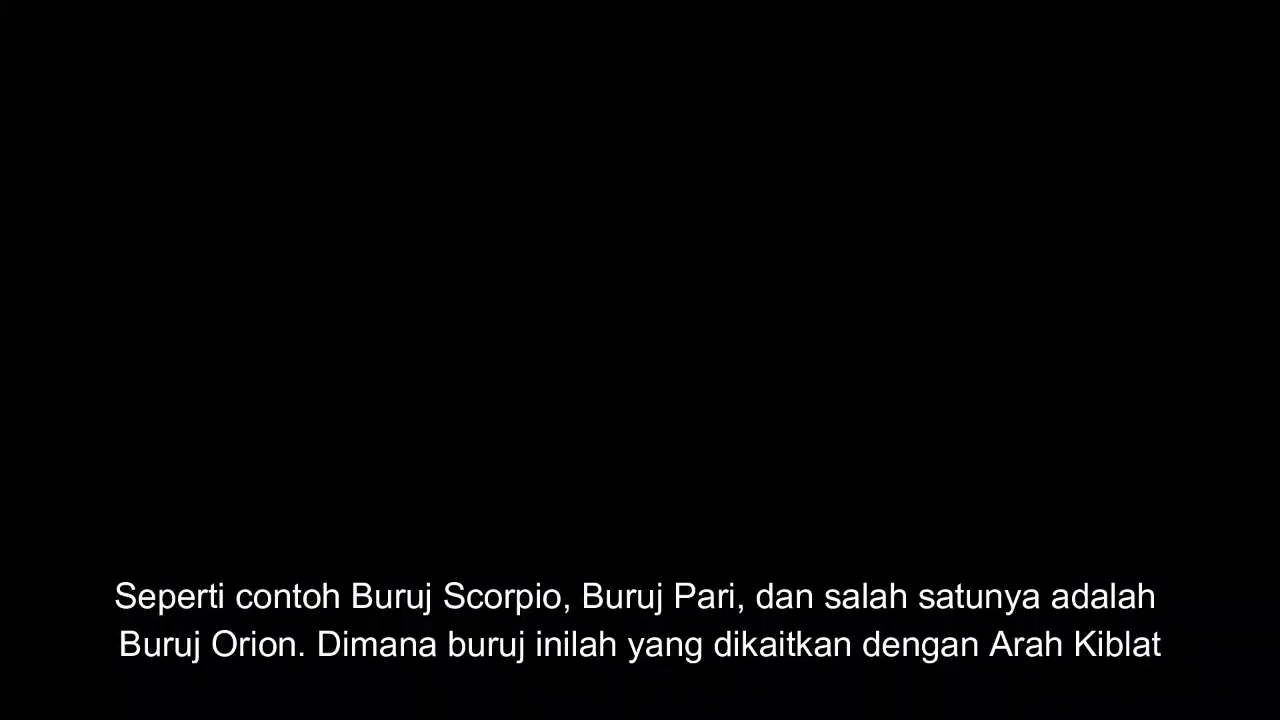 Seperti contoh Buruj Scorpio, Buruj Pari, dan salah satunya adalah
Buruj Orion. Dimana buruj inilah yang dikaitkan dengan Arah Kiblat